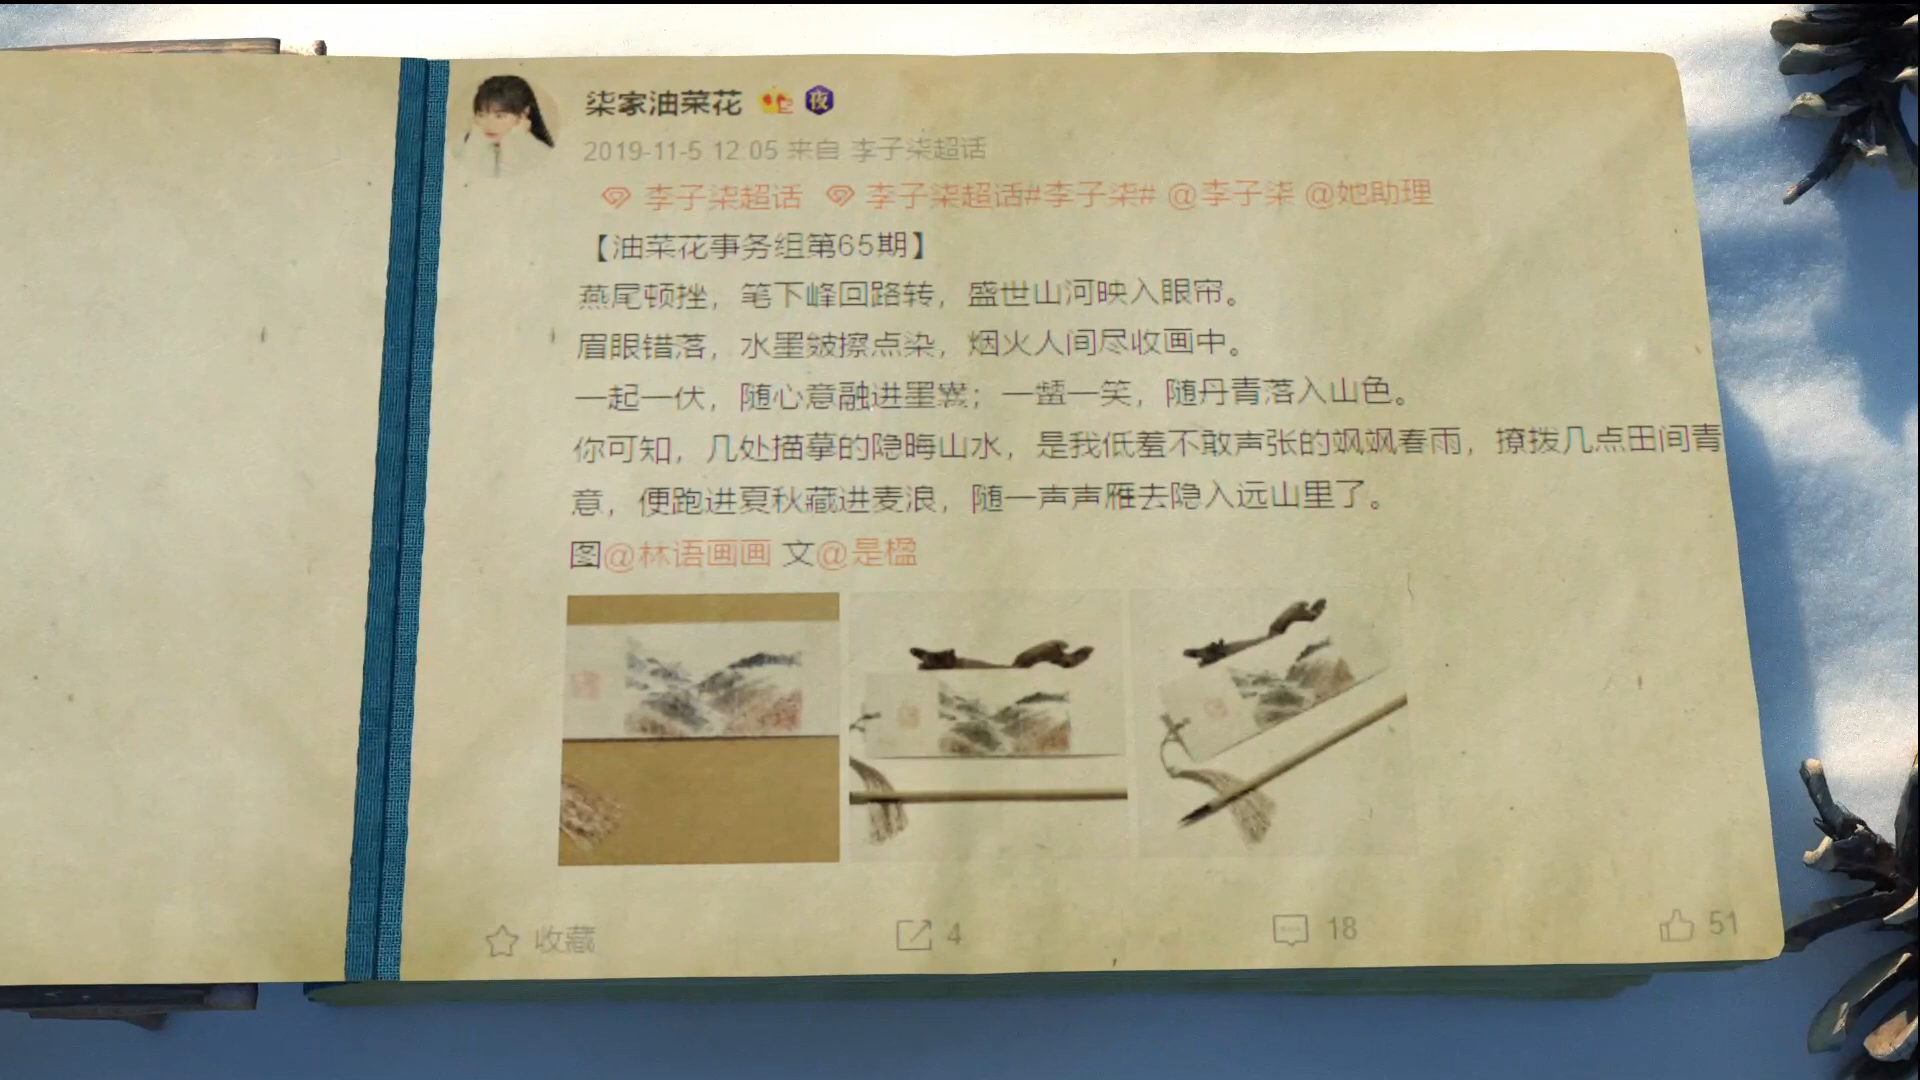 柒家油菜花 夜
2019-11-5 12:05 来自 李子柒超话
李子柒超话 李子柒超话#李子柒# @李子柒 @她助理
【油菜花事务组第65期】
燕尾顿挫，笔下峰回路转，盛世山河映入眼帘。
眉眼错落，水墨皴擦点染，烟火人间尽收画中。
一起一伏，随心意融进墨裳；一颦一笑，随丹青落入山色。
你可知，几处描摹的隐晦山水，是我低羞不敢声张的飒飒春雨，撩拨几点田间青
意，便跑进夏秋藏进麦浪，随一声声雁去隐入远山里了。
图@林语画画 文@是楹
收藏 4 18 51